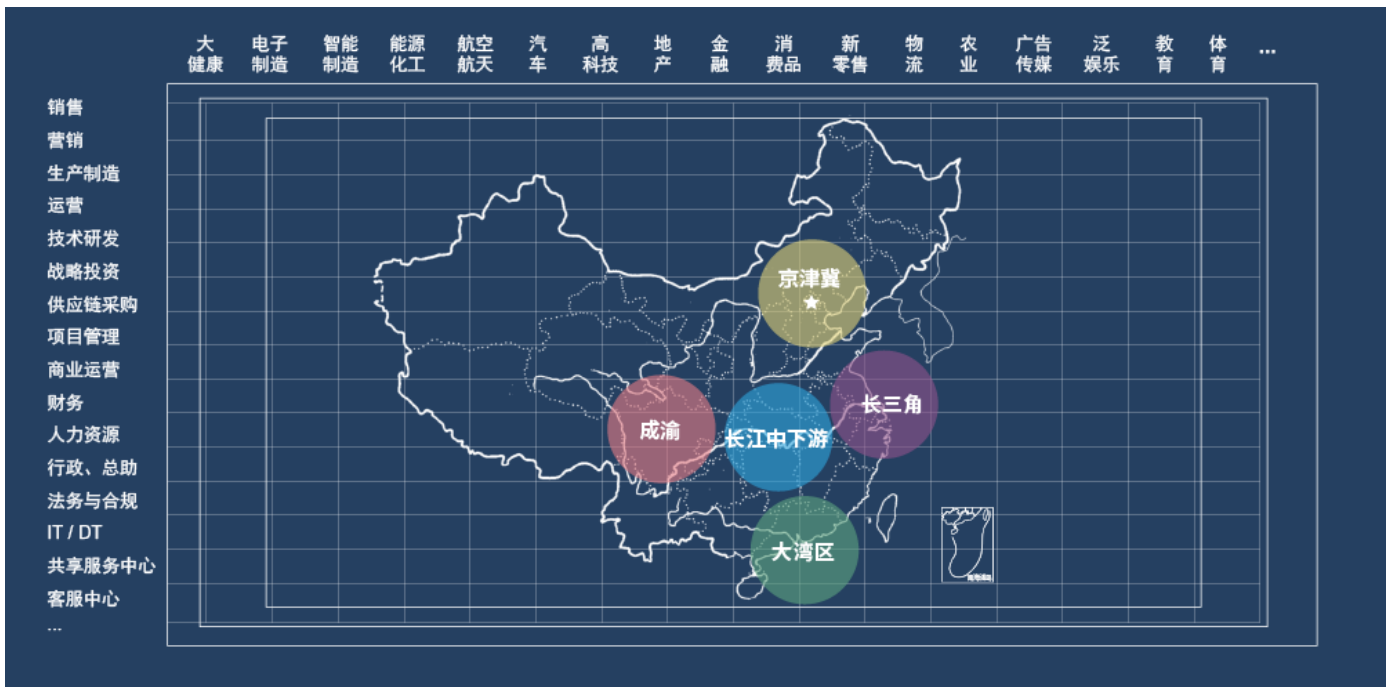 大 电子 智能 能源 航空 汽 高 地 金 消 新 物 农 广告 泛 教 体 ...
健康 制造 制造 化工 航天 车 科技 产 融 费品 零售 流 业 传媒 娱乐 育 育
销售
营销
生产制造
运营
技术研发
战略投资
供应链采购
项目管理
商业运营
财务
人力资源
行政、总助
法务与合规
IT / DT
共享服务中心
客服中心
...
京津冀
长三角
成渝
长江中下游
大湾区